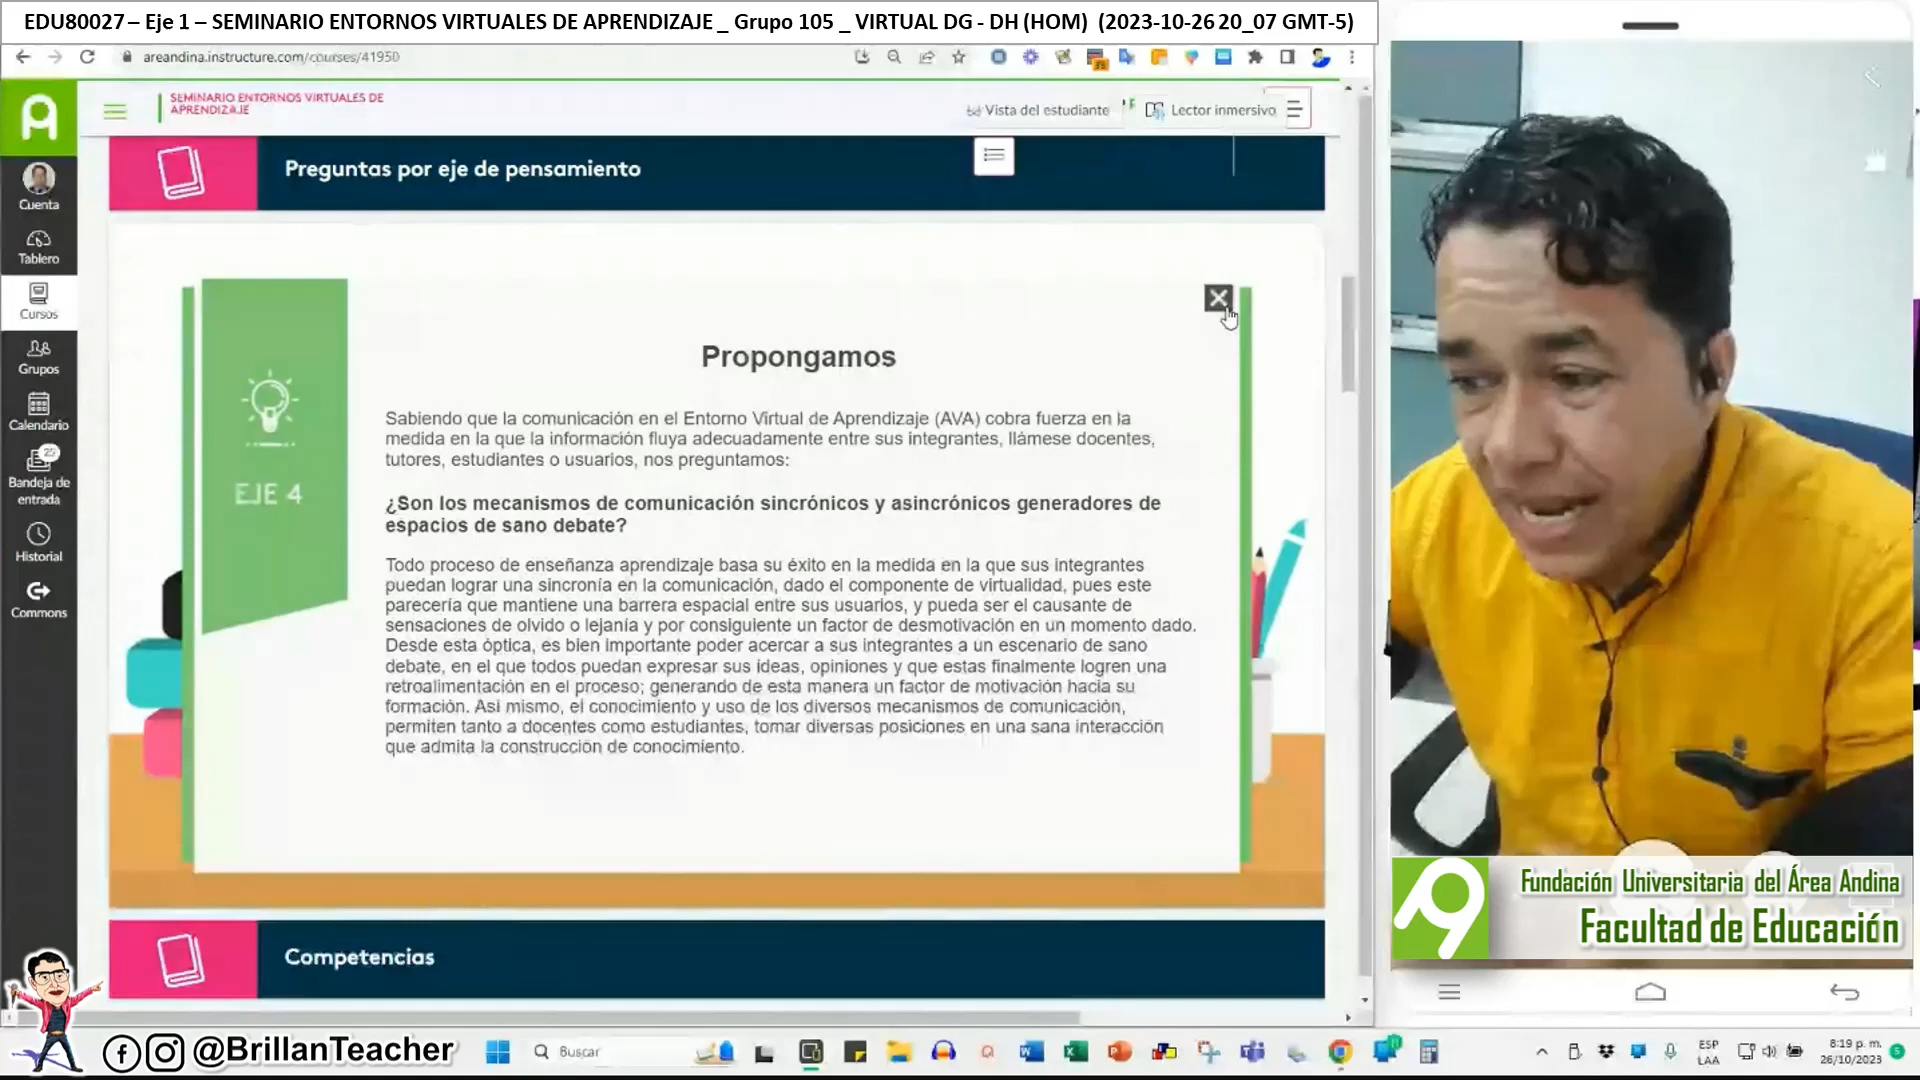 EDU80027 – Eje 1 – SEMINARIO ENTORNOS VIRTUALES DE APRENDIZAJE _ Grupo 105 _ VIRTUAL DG - DH (HOM) (2023-10-26 20_07 GMT-5)
areandina.instructure.com/courses/41950
SEMINARIO ENTORNOS VIRTUALES DE
APRENDIZAJE
Vista del estudiante
Lector inmersivo
Cuenta
Tablero
Cursos
Grupos
Calendario
Bandeja de
entrada
Historial
Commons
Preguntas por eje de pensamiento
EJE 4
Propongamos
Sabiendo que la comunicación en el Entorno Virtual de Aprendizaje (AVA) cobra fuerza en la
medida en la que la información fluya adecuadamente entre sus integrantes, llámese docentes,
tutores, estudiantes o usuarios, nos preguntamos:
¿Son los mecanismos de comunicación sincrónicos y asincrónicos generadores de
espacios de sano debate?
Todo proceso de enseñanza aprendizaje basa su éxito en la medida en la que sus integrantes
puedan lograr una sincronía en la comunicación, dado el componente de virtualidad, pues este
parecería que mantiene una barrera espacial entre sus usuarios, y pueda ser el causante de
sensaciones de olvido o lejanía y por consiguiente un factor de desmotivación en un momento dado.
Desde esta óptica, es bien importante poder acercar a sus integrantes a un escenario de sano
debate, en el que todos puedan expresar sus ideas, opiniones y que estas finalmente logren una
retroalimentación en el proceso; generando de esta manera un factor de motivación hacia su
formación. Asi mismo, el conocimiento y uso de los diversos mecanismos de comunicación,
permiten tanto a docentes como estudiantes, tomar diversas posiciones en una sana interacción
que admita la construcción de conocimiento.
Competencias
Fundación Universitaria del Área Andina
Facultad de Educación
@BrillanTeacher
Buscar
ESP
LAA
8:19 p. m.
26/10/2023